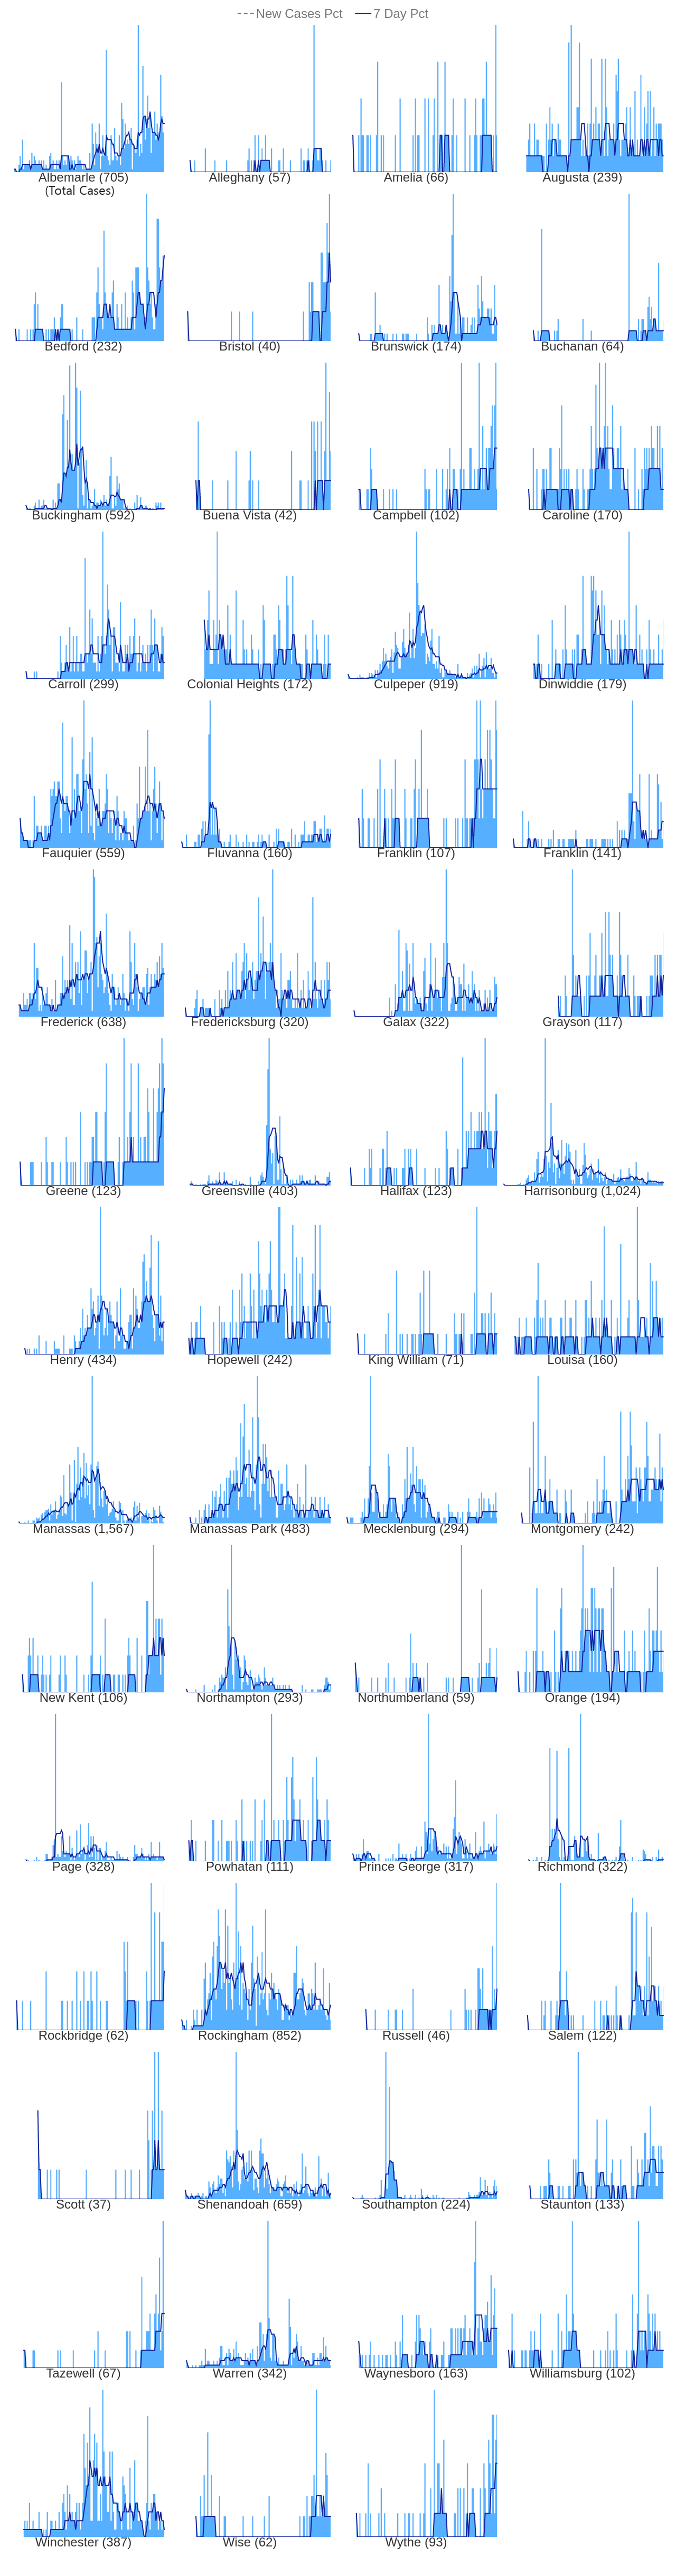 New Cases Pct 7 Day Pct
Albemarle (705) Alleghany (57) Amelia (66) Augusta (239)
(Total Cases)
Bedford (232) Bristol (40) Brunswick (174) Buchanan (64)
Buckingham (592) Buena Vista (42) Campbell (102) Caroline (170)
Carroll (299) Colonial Heights (172) Culpeper (919) Dinwiddie (179)
Fauquier (559) Fluvanna (160) Franklin (107) Franklin (141)
Frederick (638) Fredericksburg (320) Galax (322) Grayson (117)
Greene (123) Greensville (403) Halifax (123) Harrisonburg (1,024)
Henry (434) Hopewell (242) King William (71) Louisa (160)
Manassas (1,567) Manassas Park (483) Mecklenburg (294) Montgomery (242)
New Kent (106) Northampton (293) Northumberland (59) Orange (194)
Page (328) Powhatan (111) Prince George (317) Richmond (322)
Rockbridge (62) Rockingham (852) Russell (46) Salem (122)
Scott (37) Shenandoah (659) Southampton (224) Staunton (133)
Tazewell (67) Warren (342) Waynesboro (163) Williamsburg (102)
Winchester (387) Wise (62) Wythe (93)